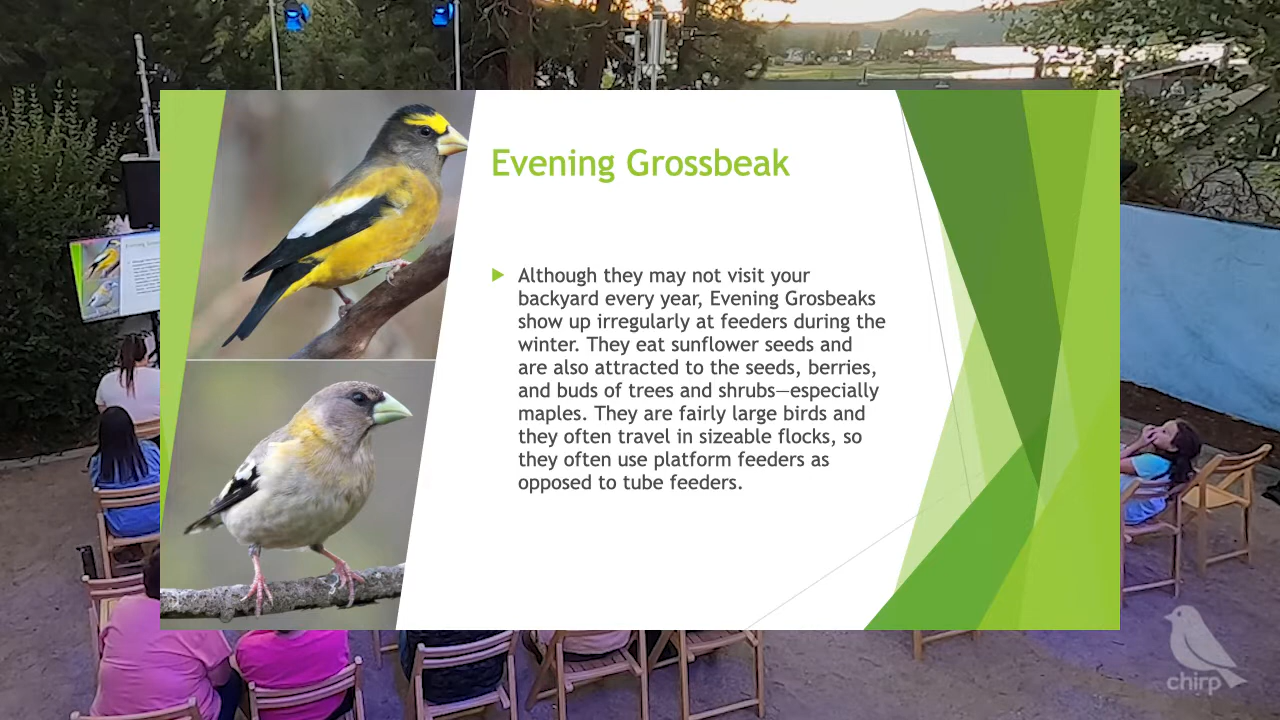 Evening Grossbeak
Although they may not visit your
backyard every year, Evening Grosbeaks
show up irregularly at feeders during the
winter. They eat sunflower seeds and
are also attracted to the seeds, berries,
and buds of trees and shrubs—especially
maples. They are fairly large birds and
they often travel in sizeable flocks, so
they often use platform feeders as
opposed to tube feeders.
chirp